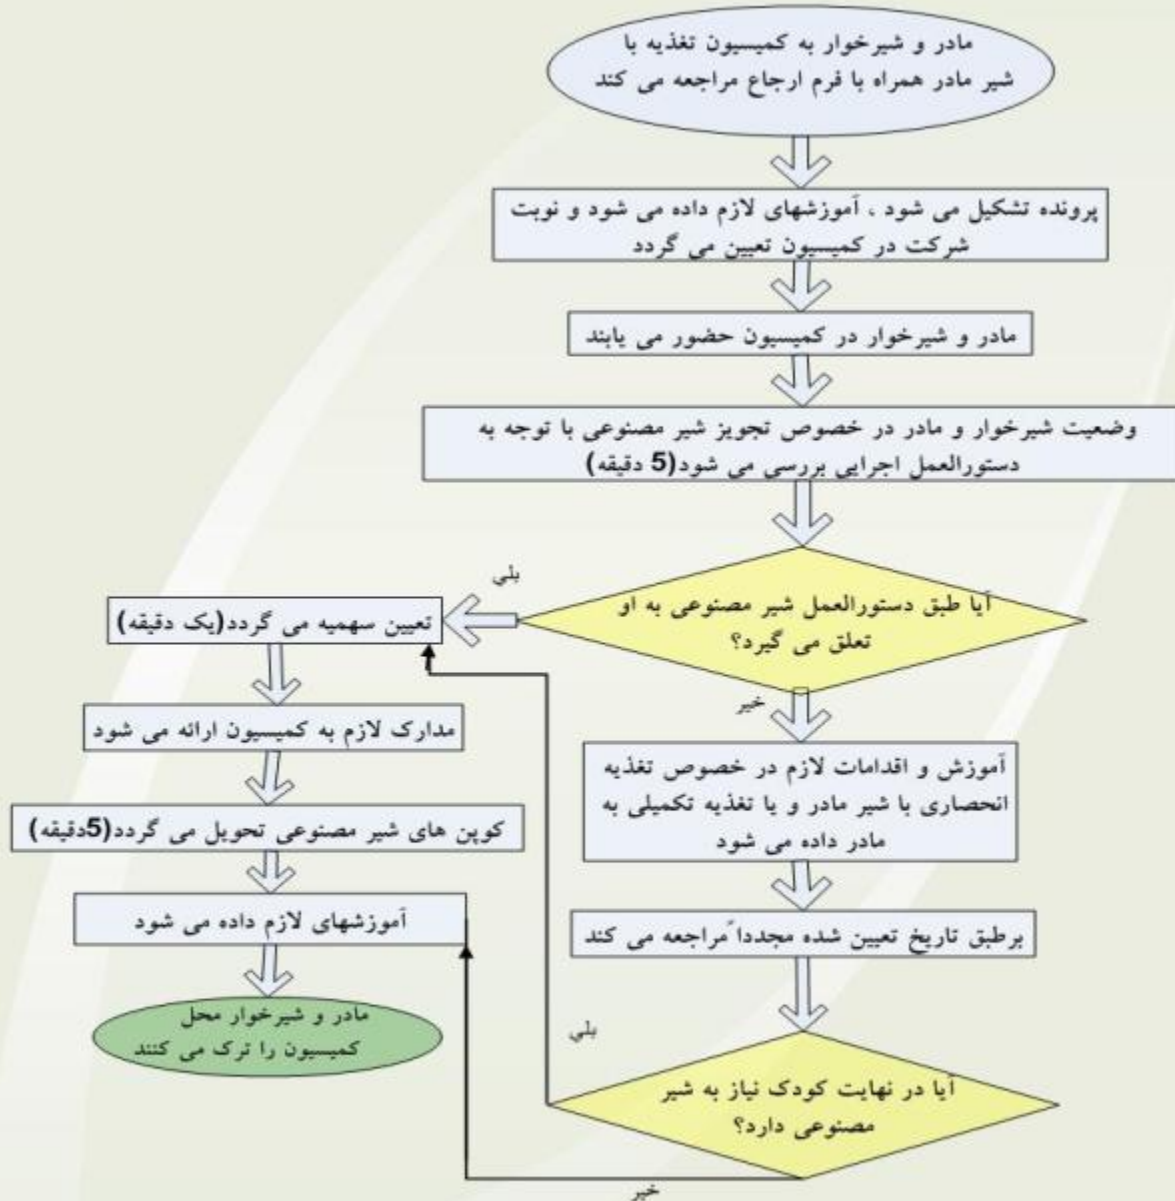 مادر و شیرخوار به کمیسیون تغذیه با
شیر مادر همراه با فرم ارجاع مراجعه می کند
پرونده تشکیل می شود ، آموزشهای لازم داده می شود و نوبت
شرکت در کمیسیون تعیین می گردد
مادر و شیرخوار در کمیسیون حضور می یابند
وضعیت شیرخوار و مادر در خصوص تجویز شیر مصنوعی با توجه به
دستورالعمل اجرایی بررسی می شود(5 دقیقه)
آیا طبق دستورالعمل شیر مصنوعی به او
تعلق می گیرد؟
بلي
تعیین سهمیه می گردد(یک دقیقه)
مدارک لازم به کمیسیون ارائه می شود
کوپن های شیر مصنوعی تحویل می گردد(5دقیقه)
آموزشهای لازم داده می شود
مادر و شیرخوار محل
کمیسیون را ترک می کنند
خیر
آموزش و اقدامات لازم در خصوص تغذیه
انحصاری با شیر مادر و یا تغذیه تکمیلی به
مادر داده می شود
برطبق تاریخ تعیین شده مجددا ًمراجعه می کند
آیا در نهایت کودک نیاز به شیر
مصنوعی دارد؟
بلي
خیر